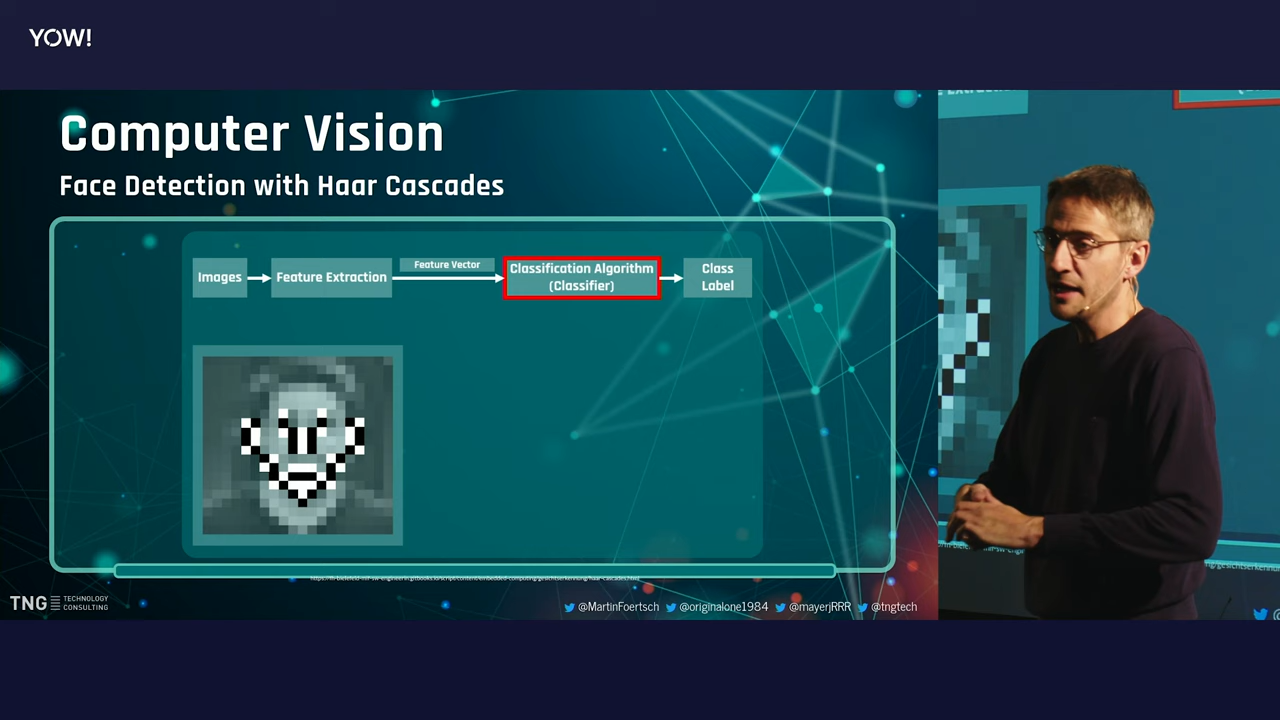 YOW!
Computer Vision
Face Detection with Haar Cascades
Images
Feature Extraction
Feature Vector
Classification Algorithm
(Classifier)
Class
Label
TNG TECHNOLOGY
CONSULTING
@MartinFoertsch @originalone1984 @mayerjRRR @tngtech